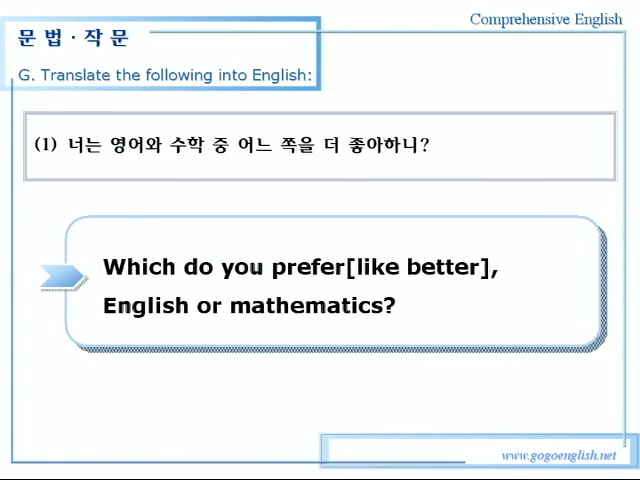 Comprehensive English
문 법 · 작 문
G. Translate the following into English:
(1) 너는 영어와 수학 중 어느 쪽을 더 좋아하니?
Which do you prefer[like better],
English or mathematics?
www.gogoenglish.net